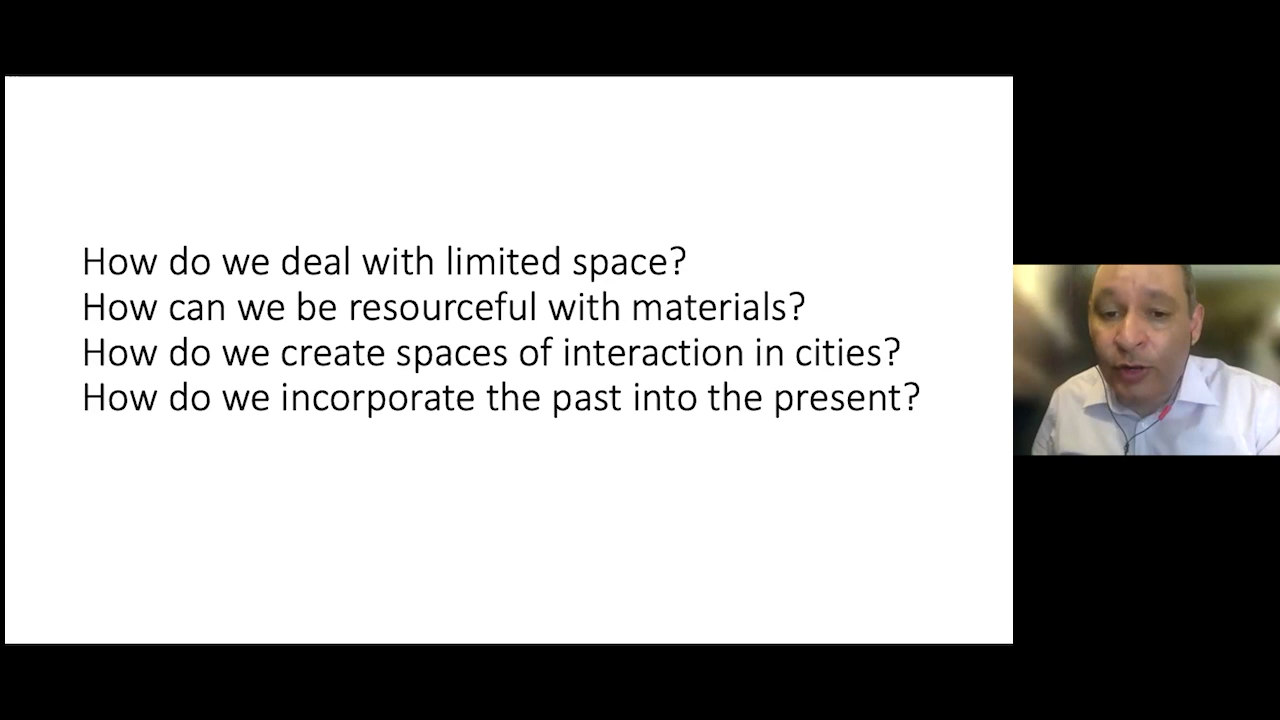 How do we deal with limited space?
How can we be resourceful with materials?
How do we create spaces of interaction in cities?
How do we incorporate the past into the present?